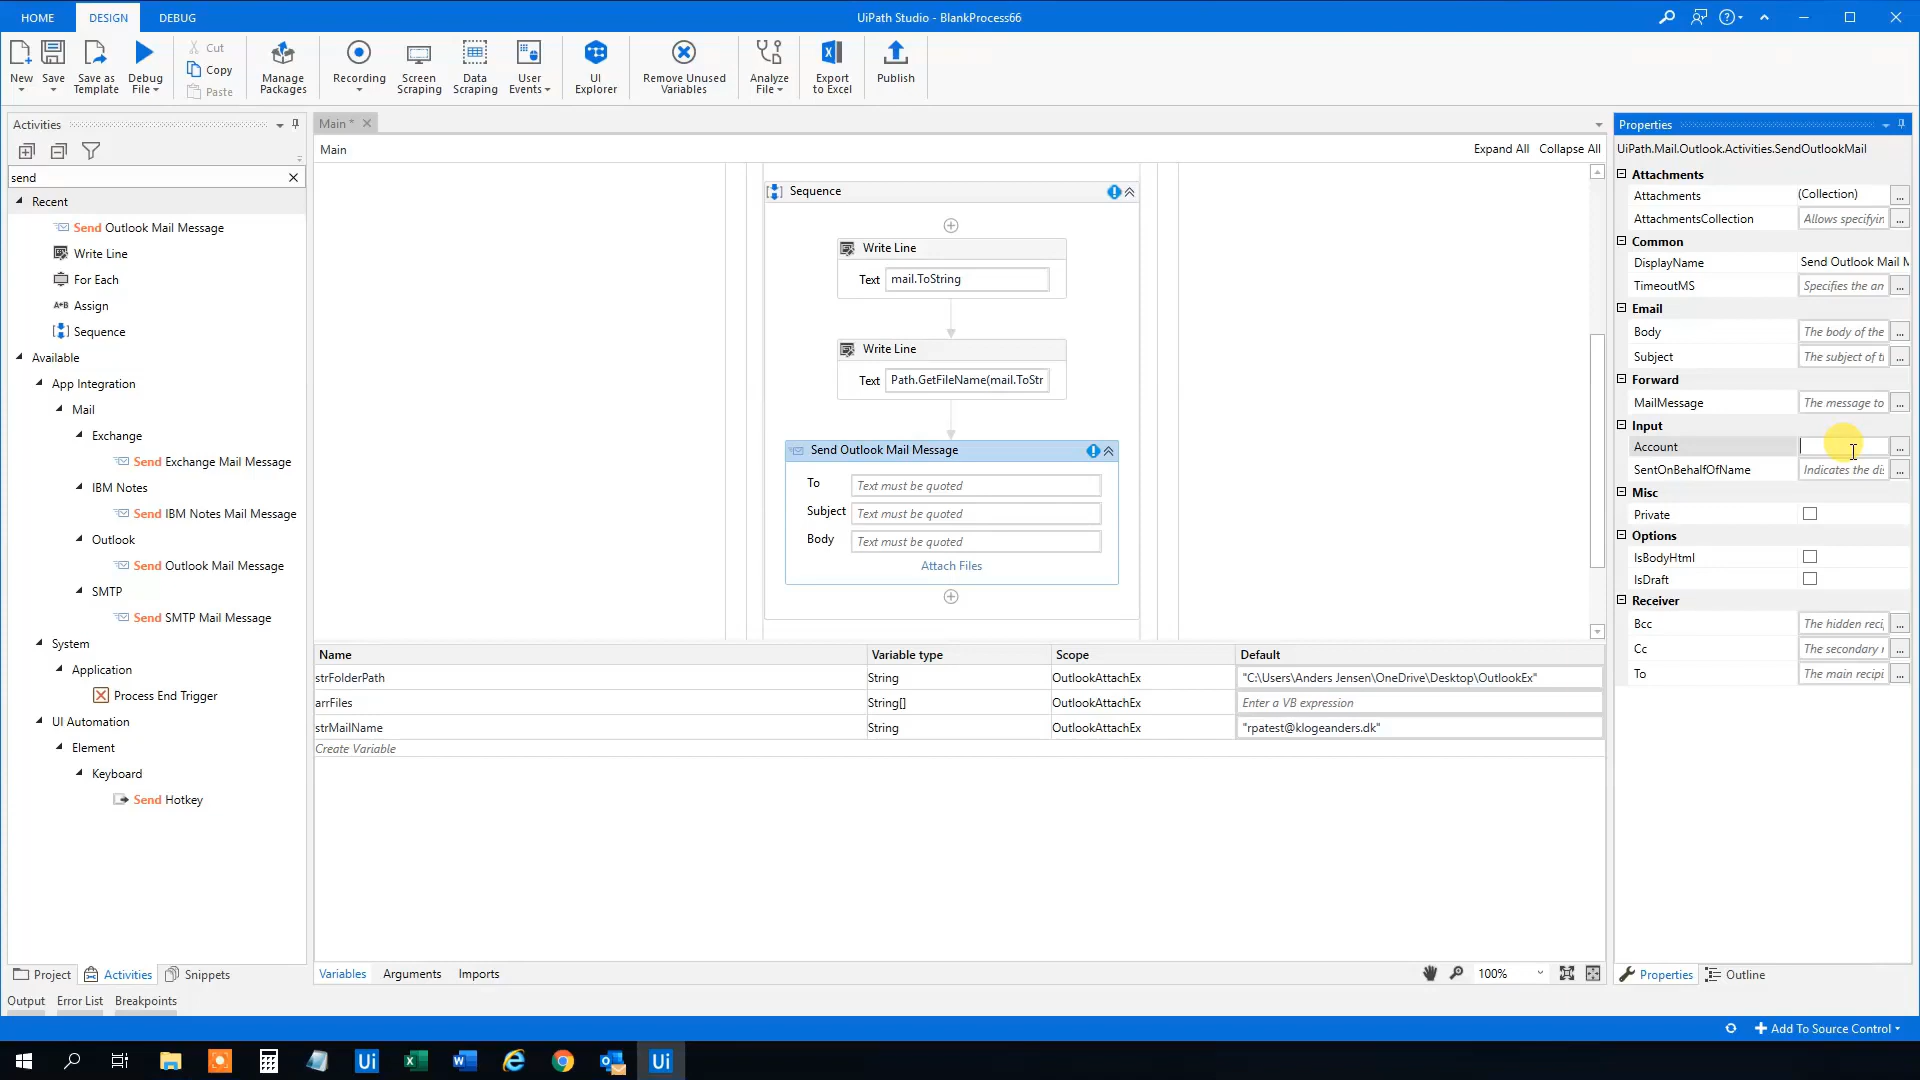 HOME DESIGN DEBUG UiPath Studio - BlankProcess66
New Save Save as Template Debug File Cut Copy Paste Manage Packages Recording Screen Scraping Data Scraping User Events UI Explorer Remove Unused Variables Analyze File Export to Excel Publish
Activities
send
Recent
Send Outlook Mail Message
Write Line
For Each
A+B Assign
Sequence
Available
App Integration
Mail
Exchange
Send Exchange Mail Message
IBM Notes
Send IBM Notes Mail Message
Outlook
Send Outlook Mail Message
SMTP
Send SMTP Mail Message
System
Application
Process End Trigger
UI Automation
Element
Keyboard
Send Hotkey
Project Activities Snippets
Main *
Main Expand All Collapse All
Sequence
Write Line
Text mail.ToString
Write Line
Text Path.GetFileName(mail.ToStr
Send Outlook Mail Message
To Text must be quoted
Subject Text must be quoted
Body Text must be quoted
Attach Files
Name Variable type Scope Default
strFolderPath String OutlookAttachEx "C:\Users\Anders Jensen\OneDrive\Desktop\OutlookEx"
arrFiles String[] OutlookAttachEx Enter a VB expression
strMailName String OutlookAttachEx "rpatest@klogeanders.dk"
Create Variable
Variables Arguments Imports 100%
Properties
UiPath.Mail.Outlook.Activities.SendOutlookMail
Attachments
Attachments (Collection) ...
AttachmentsCollection Allows specifyin ...
Common
DisplayName Send Outlook Mail M
TimeoutMS Specifies the an ...
Email
Body The body of the ...
Subject The subject of t ...
Forward
MailMessage The message to ...
Input
Account ...
SentOnBehalfOfName Indicates the di ...
Misc
Private
Options
IsBodyHtml
IsDraft
Receiver
Bcc The hidden reci ...
Cc The secondary r ...
To The main recipi ...
Properties Outline
Output Error List Breakpoints
Add To Source Control